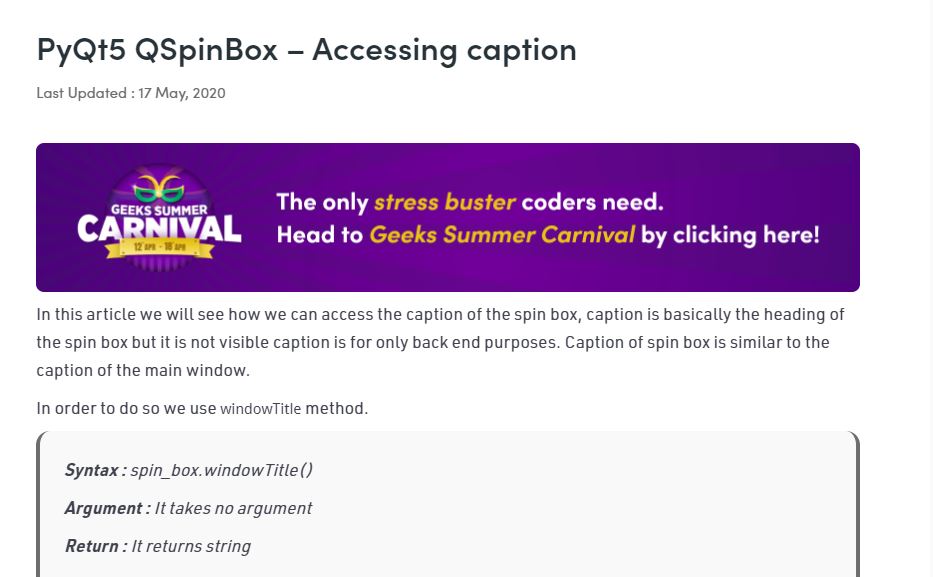 PyQt5 QSpinBox – Accessing caption
Last Updated : 17 May, 2020
GEEKS SUMMER
CARNIVAL
12 APR - 18 APR
The only stress buster coders need.
Head to Geeks Summer Carnival by clicking here!
In this article we will see how we can access the caption of the spin box, caption is basically the heading of
the spin box but it is not visible caption is for only back end purposes. Caption of spin box is similar to the
caption of the main window.
In order to do so we use windowTitle method.
Syntax : spin_box.windowTitle()
Argument : It takes no argument
Return : It returns string